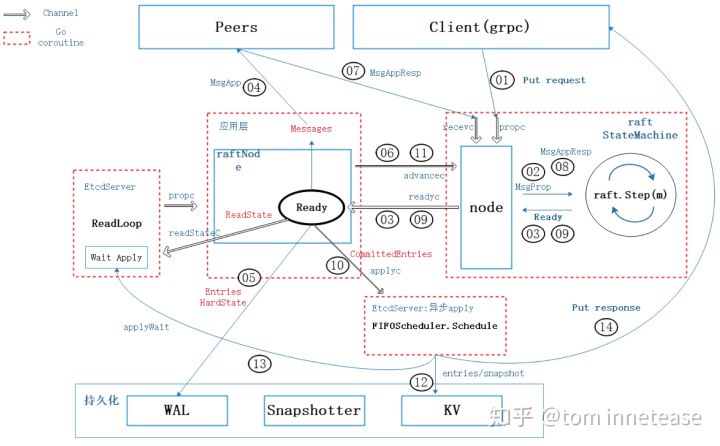 Channel
Go
coroutine
Peers
Client(grpc)
MsgApp
04
07
MsgAppResp
01
Put request
应用层
Messages
raftNod
e
Ready
ReadState
EtcdServer
ReadLoop
Wait Apply
propc
readStateC
06
11
advancec
readyc
03
09
recevc
propc
raft
StateMachine
node
MsgAppResp
02
08
MsgProp
raft.Step(m)
Ready
03
09
05
Entries
HardState
10
CommittedEntries
applyc
EtcdServer:异步apply
FIFOScheduler.Schedule
Put response
14
applyWait
13
12
entries/snapshot
持久化
WAL
Snapshotter
KV
知乎 @tom innetease